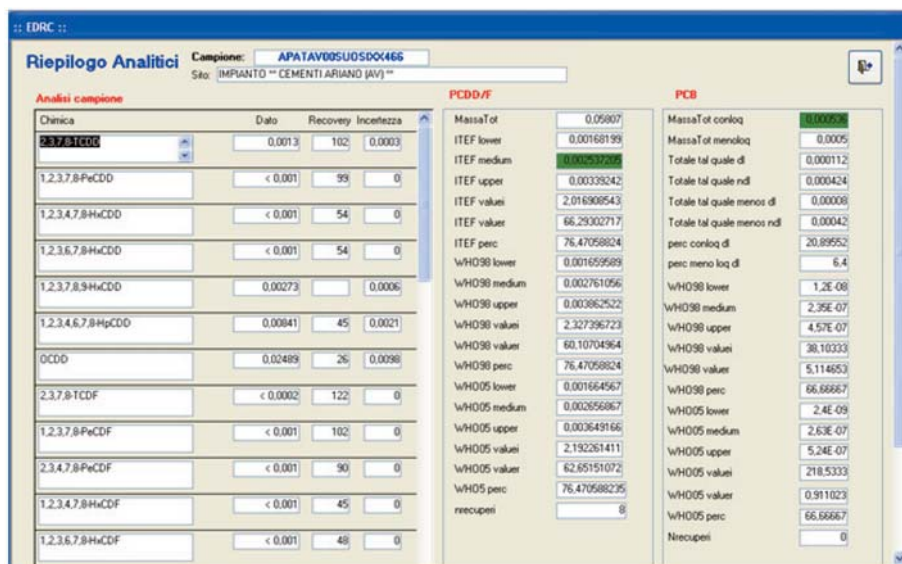 :: EDRC ::
Riepilogo Analitici
Campione: APATAV00SUOSDXX466
Sito: IMPIANTO " CEMENTI ARIANO (AV) "
Analisi campione
Chimica Dato Recovery Incertezza
2,3,7,8-TCDD 0,0013 102 0,0003
1,2,3,7,8-PeCDD < 0,001 99 0
1,2,3,4,7,8-HxCDD < 0,001 54 0
1,2,3,6,7,8-HxCDD < 0,001 54 0
1,2,3,7,8,9-HxCDD 0,00273 0,0006
1,2,3,4,6,7,8-HpCDD 0,00841 45 0,0021
OCDD 0,02489 26 0,0098
2,3,7,8-TCDF < 0,0002 122 0
1,2,3,7,8-PeCDF < 0,001 102 0
2,3,4,7,8-PeCDF < 0,001 90 0
1,2,3,4,7,8-HxCDF < 0,001 45 0
1,2,3,6,7,8-HxCDF < 0,001 48 0
PCDD/F
MassaTot 0,05807
ITEF lower 0,00168199
ITEF medium 0,002537205
ITEF upper 0,00339242
ITEF valuei 2,016908543
ITEF valuer 66,29302717
ITEF perc 76,47058824
WHO98 lower 0,001659589
WHO98 medium 0,002761056
WHO98 upper 0,003862522
WHO98 valuei 2,327396723
WHO98 valuer 60,10704964
WHO98 perc 76,47058824
WHO05 lower 0,001664567
WHO05 medium 0,002656867
WHO05 upper 0,003649166
WHO05 valuei 2,192261411
WHO05 valuer 62,65151072
WHO5 perc 76,470588235
nrecuperi 8
PCB
MassaTot conloq 0,000536
MassaTot menoloq 0,0005
Totale tal quale dl 0,000112
Totale tal quale ndl 0,000424
Totale tal quale menos dl 0,00008
Totale tal quale menos ndl 0,00042
perc conloq dl 20,89552
perc meno loq dl 6,4
WHO98 lower 1,2E-08
WHO98 medium 2,35E-07
WHO98 upper 4,57E-07
WHO98 valuei 38,10333
WHO98 valuer 5,114653
WHO98 perc 66,66667
WHO05 lower 2,4E-09
WHO05 medium 2,63E-07
WHO05 upper 5,24E-07
WHO05 valuei 218,5333
WHO05 valuer 0,911023
WHO05 perc 66,66667
Nrecuperi 0